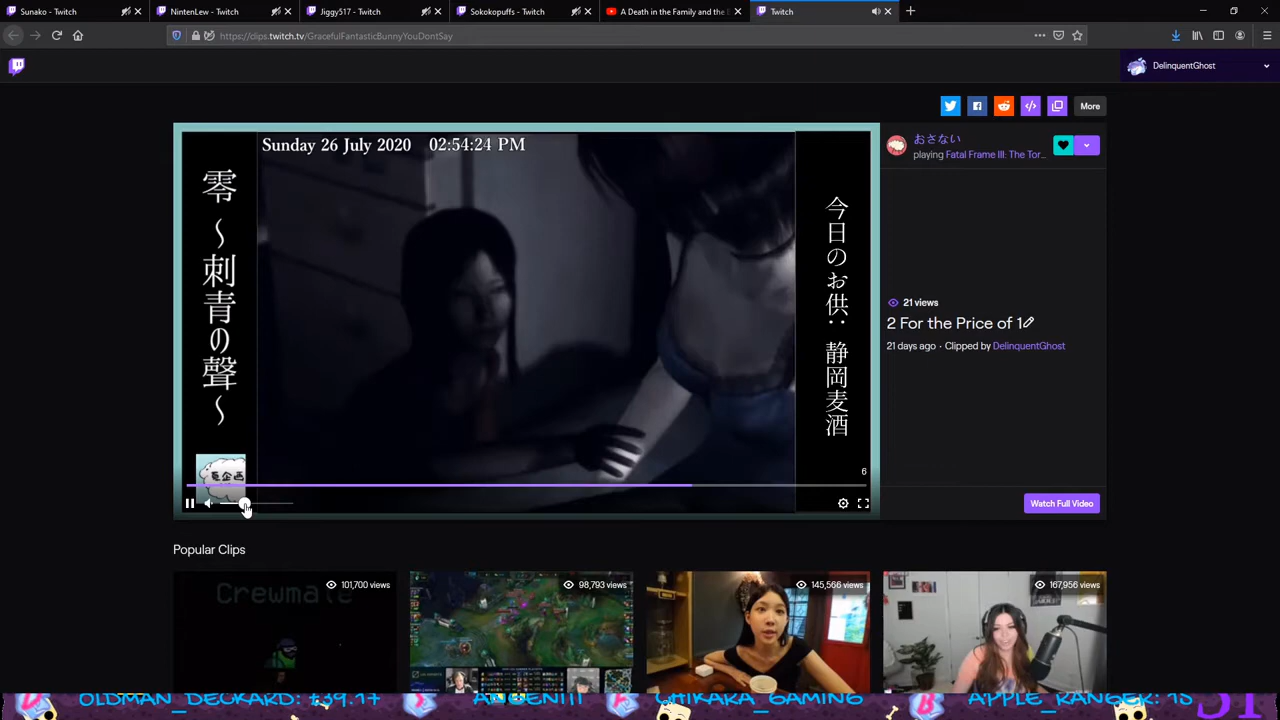 Sunako - Twitch
NintenLew - Twitch
Jiggy517 - Twitch
Sokokopuffs - Twitch
A Death in the Family and the
Twitch
https://clips.twitch.tv/GracefulFantasticBunnyYouDontSay
DelinquentGhost
More
Sunday 26 July 2020 02:54:24 PM
零～刺青の聲～
今日のお供：静岡麦酒
おさない
playing Fatal Frame III: The Tor...
21 views
2 For the Price of 1
21 days ago · Clipped by DelinquentGhost
6
Watch Full Video
Popular Clips
101,700 views
98,793 views
145,566 views
167,956 views
Crewmate
OLDMAN_DECKARD: £39.17
CHIKARA_GAMING
APPLE_RANGER: